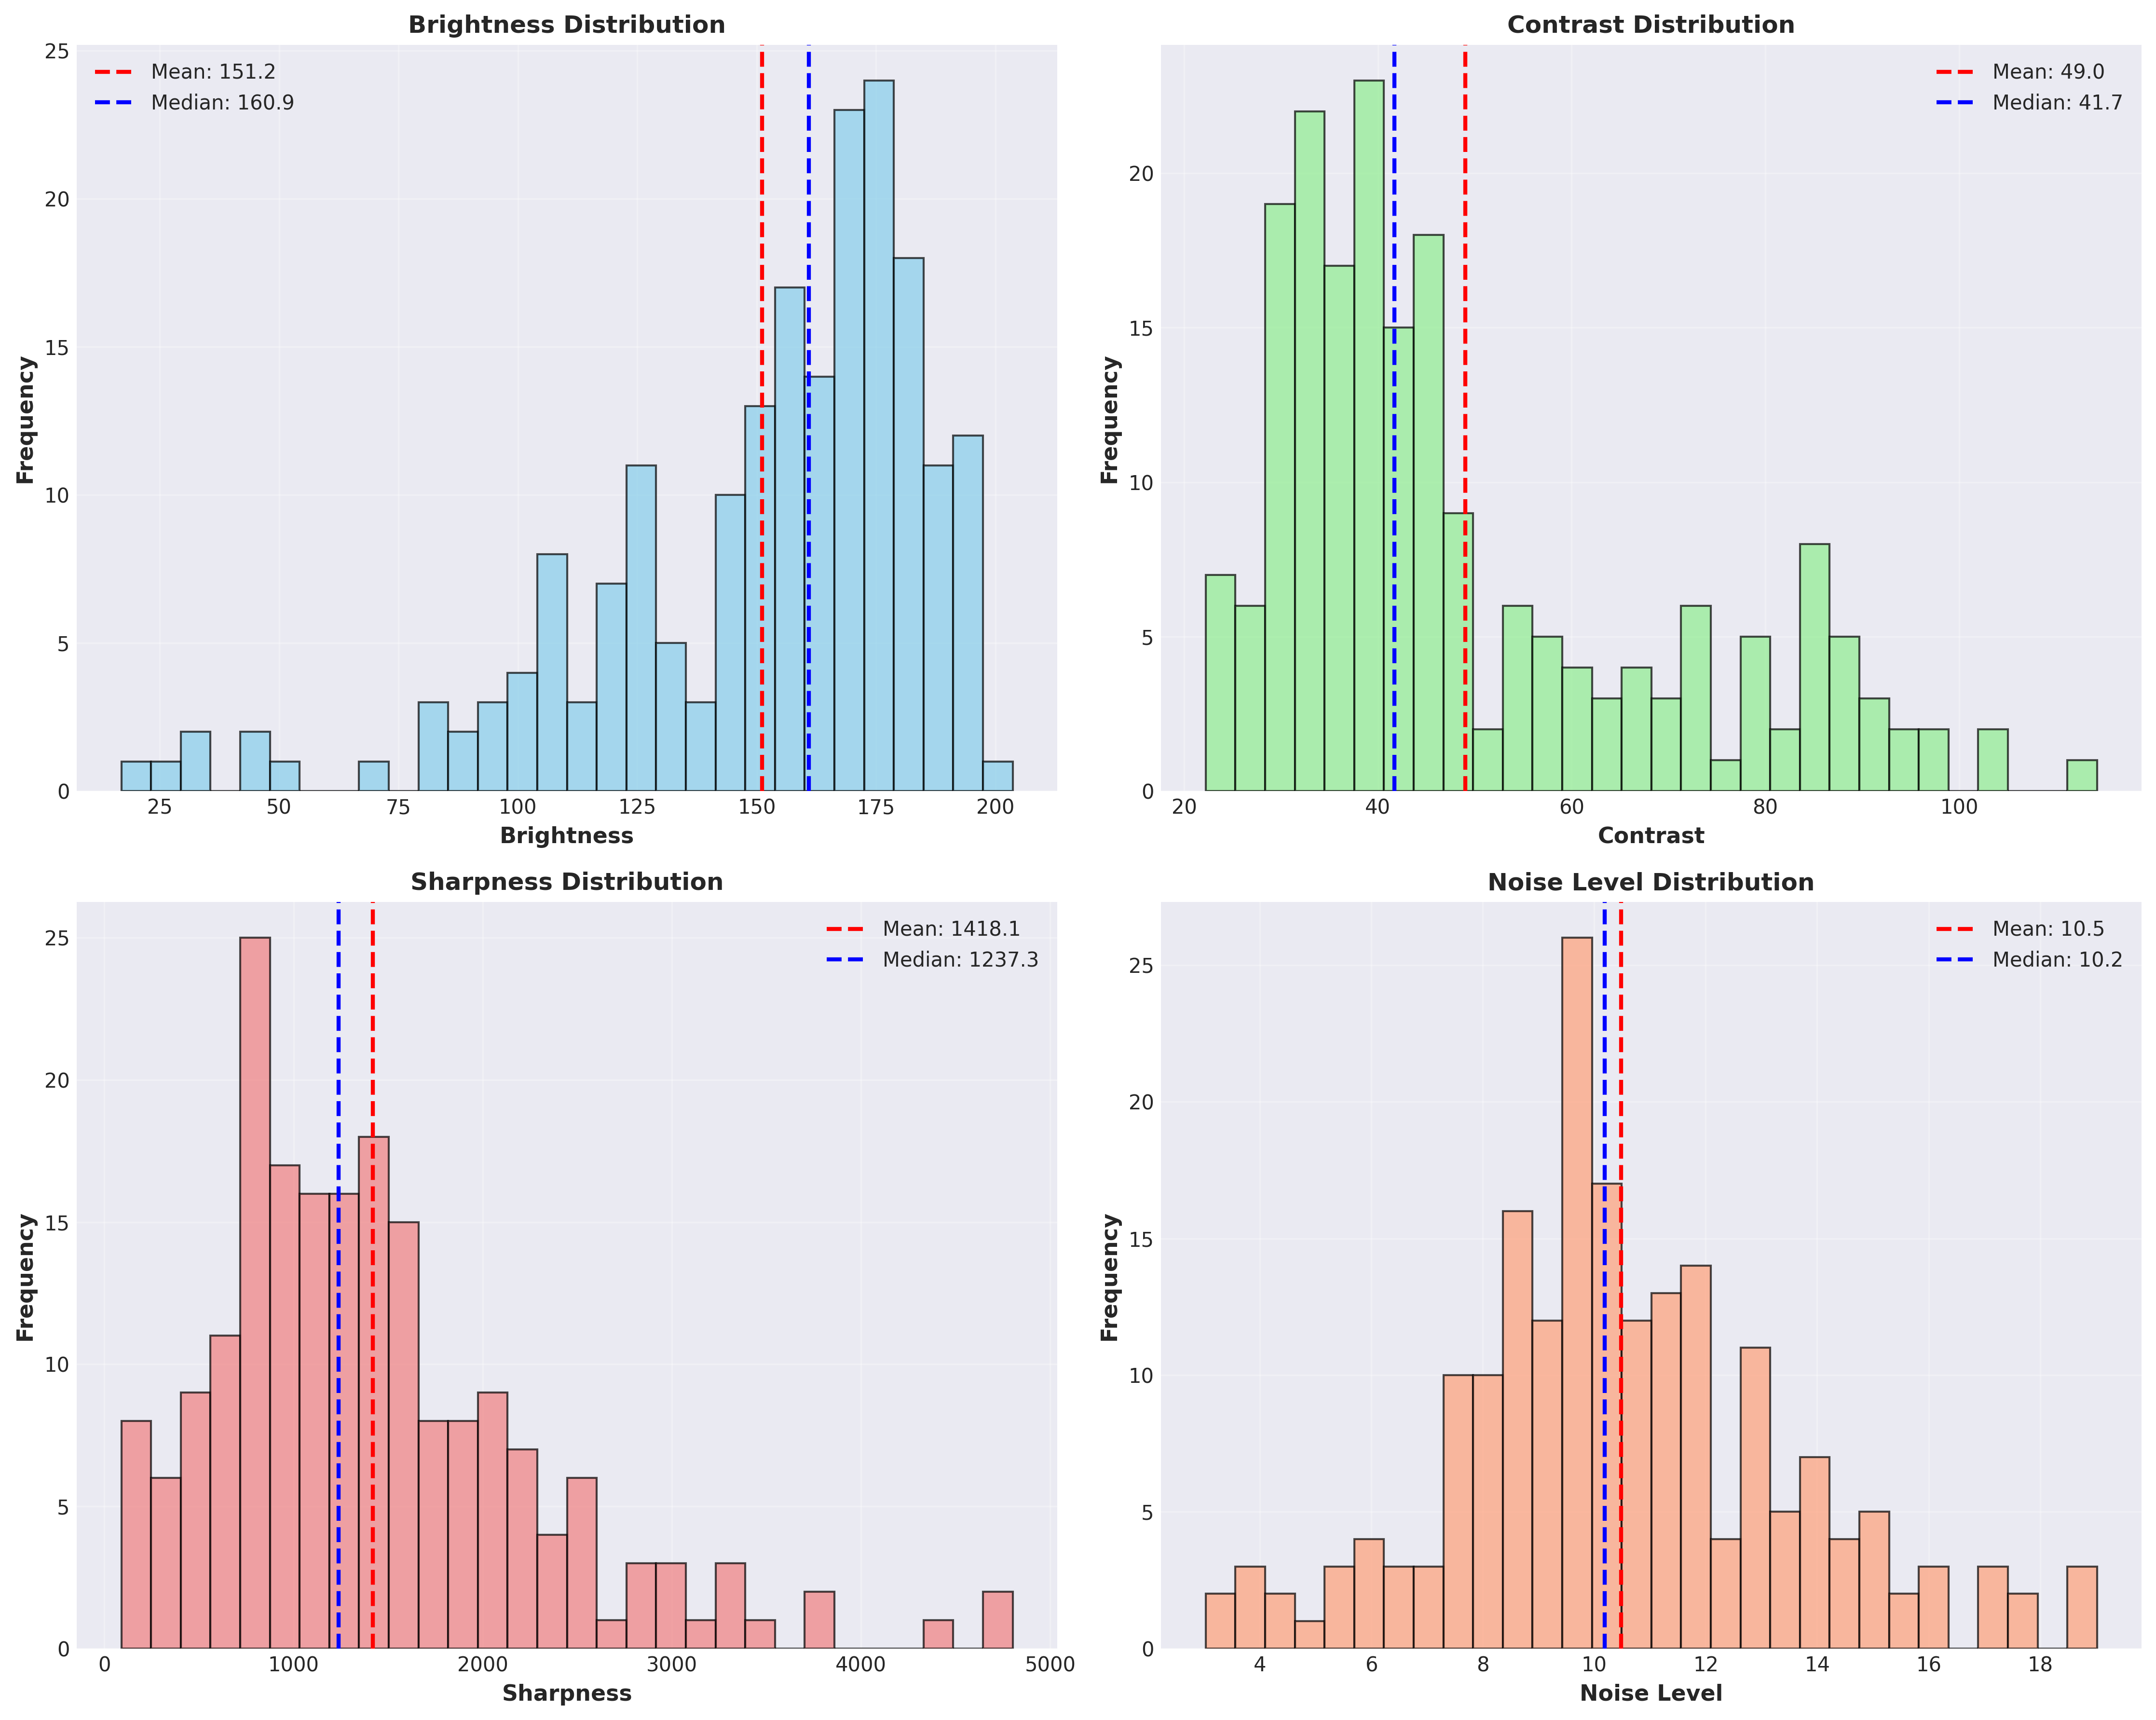 Brightness Distribution
Mean: 151.2
Median: 160.9
Frequency
25
20
15
10
5
0
25 50 75 100 125 150 175 200
Brightness
Contrast Distribution
Mean: 49.0
Median: 41.7
Frequency
20
15
10
5
0
20 40 60 80 100
Contrast
Sharpness Distribution
Mean: 1418.1
Median: 1237.3
Frequency
25
20
15
10
5
0
0 1000 2000 3000 4000 5000
Sharpness
Noise Level Distribution
Mean: 10.5
Median: 10.2
Frequency
25
20
15
10
5
0
4 6 8 10 12 14 16 18
Noise Level